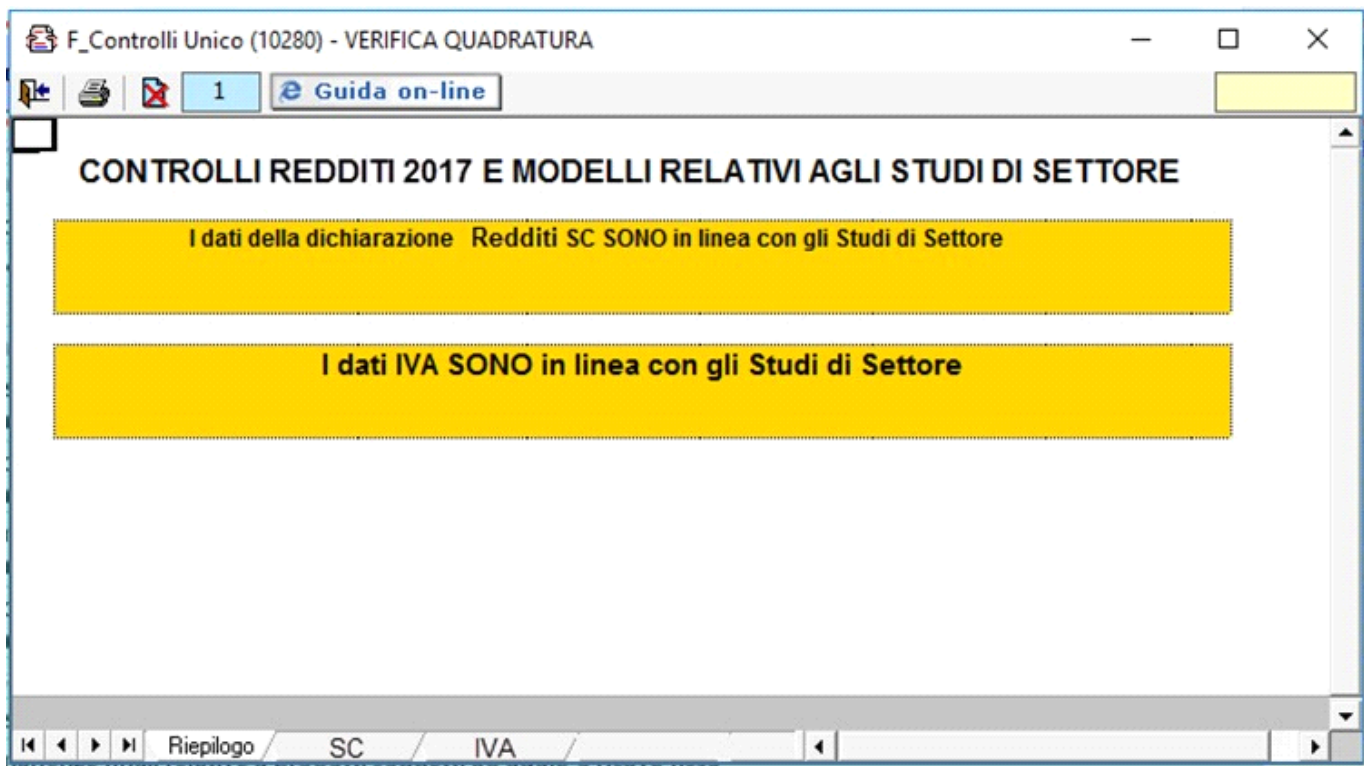 F_Controlli Unico (10280) - VERIFICA QUADRATURA
1 Guida on-line
CONTROLLI REDDITI 2017 E MODELLI RELATIVI AGLI STUDI DI SETTORE
I dati della dichiarazione Redditi SC SONO in linea con gli Studi di Settore
I dati IVA SONO in linea con gli Studi di Settore
Riepilogo SC IVA